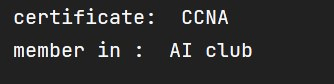 certificate:  CCNA
member in :  AI club